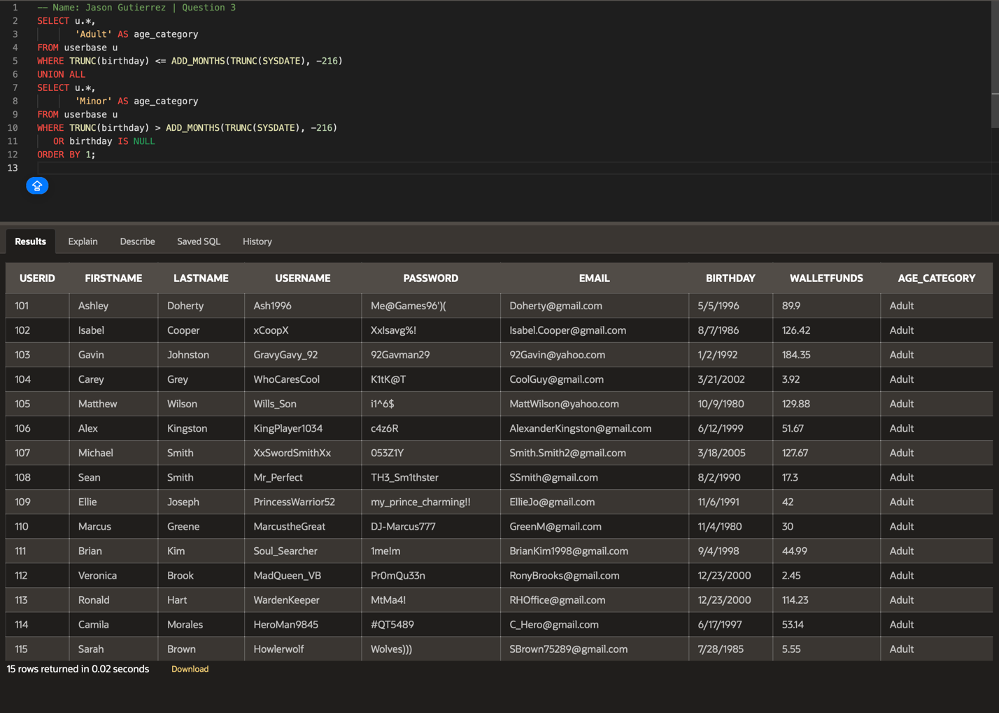 1 -- Name: Jason Gutierrez | Question 3
2 SELECT u.*,
3 'Adult' AS age_category
4 FROM userbase u
5 WHERE TRUNC(birthday) <= ADD_MONTHS(TRUNC(SYSDATE), -216)
6 UNION ALL
7 SELECT u.*,
8 'Minor' AS age_category
9 FROM userbase u
10 WHERE TRUNC(birthday) > ADD_MONTHS(TRUNC(SYSDATE), -216)
11 OR birthday IS NULL
12 ORDER BY 1;
13
Results Explain Describe Saved SQL History
USERID FIRSTNAME LASTNAME USERNAME PASSWORD EMAIL BIRTHDAY WALLETFUNDS AGE_CATEGORY
101 Ashley Doherty Ash1996 Me@Games96')( Doherty@gmail.com 5/5/1996 89.9 Adult
102 Isabel Cooper xCoopX XxIsavg%! Isabel.Cooper@gmail.com 8/7/1986 126.42 Adult
103 Gavin Johnston GravyGavy_92 92Gavman29 92Gavin@yahoo.com 1/2/1992 184.35 Adult
104 Carey Grey WhoCaresCool K1tK@T CoolGuy@gmail.com 3/21/2002 3.92 Adult
105 Matthew Wilson Wills_Son i1^6$ MattWilson@yahoo.com 10/9/1980 129.88 Adult
106 Alex Kingston KingPlayer1034 c4z6R AlexanderKingston@gmail.com 6/12/1999 51.67 Adult
107 Michael Smith XxSwordSmithXx 053Z1Y Smith.Smith2@gmail.com 3/18/2005 127.67 Adult
108 Sean Smith Mr_Perfect TH3_Sm1thster SSmith@gmail.com 8/2/1990 17.3 Adult
109 Ellie Joseph PrincessWarrior52 my_prince_charming!! EllieJo@gmail.com 11/6/1991 42 Adult
110 Marcus Greene MarcustheGreat DJ-Marcus777 GreenM@gmail.com 11/4/1980 30 Adult
111 Brian Kim Soul_Searcher 1me!m BrianKim1998@gmail.com 9/4/1998 44.99 Adult
112 Veronica Brook MadQueen_VB Pr0mQu33n RonyBrooks@gmail.com 12/23/2000 2.45 Adult
113 Ronald Hart WardenKeeper MtMa4! RHOffice@gmail.com 12/23/2000 114.23 Adult
114 Camila Morales HeroMan9845 #QT5489 C_Hero@gmail.com 6/17/1997 53.14 Adult
115 Sarah Brown Howlerwolf Wolves))) SBrown75289@gmail.com 7/28/1985 5.55 Adult
15 rows returned in 0.02 seconds Download